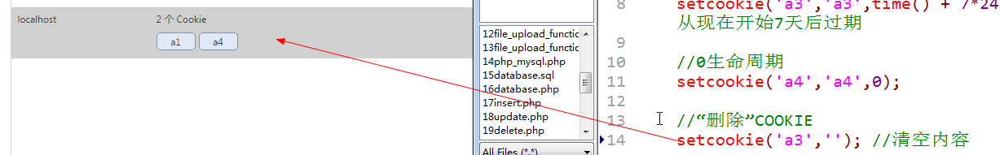 localhost
2 个 Cookie
a1
a4
12file_upload_functic
13file_upload_functic
14php_mysql.php
15database.sql
16database.php
17insert.php
18update.php
19delete.php
All Files (*.*)
8 setcookie('a3','a3',time() + 7*24
从现在开始7天后过期
9
10 //0生命周期
11 setcookie('a4','a4',0);
12
13 //“删除”COOKIE
14 setcookie('a3',''); //清空内容